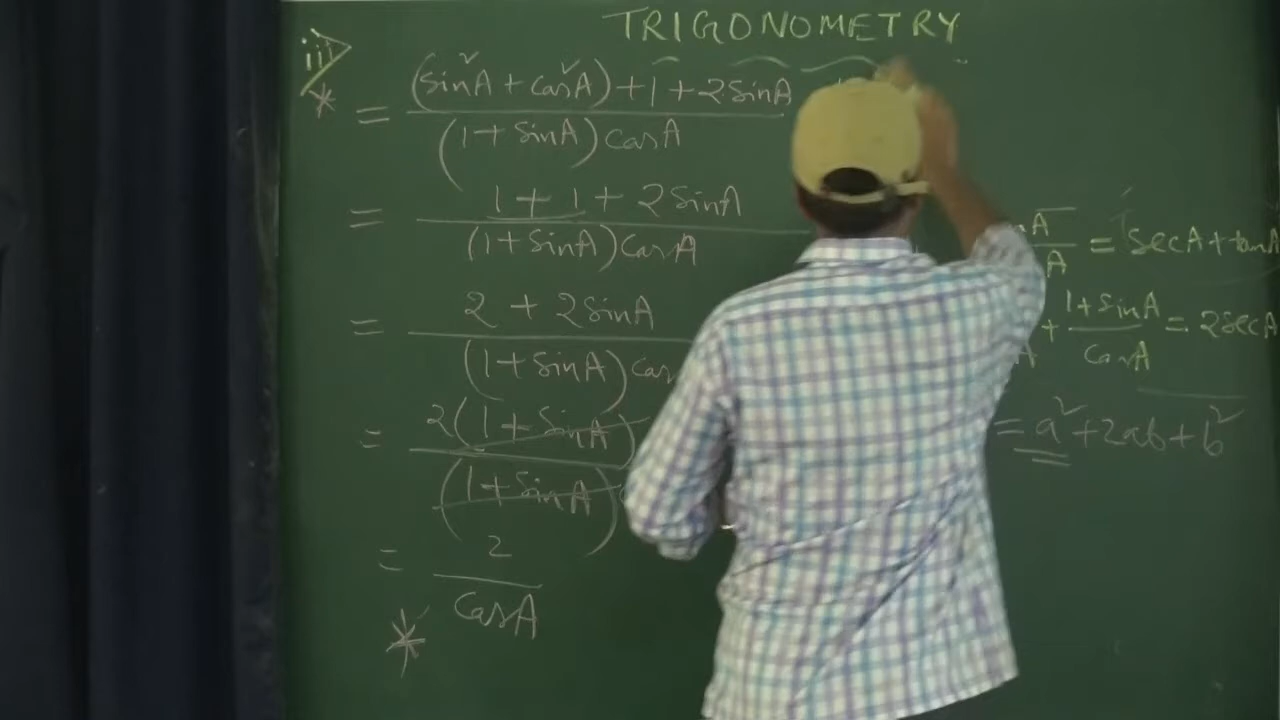 TRIGONOMETRY
iii>
* = (sin²A + cos²A) + 1 + 2sinA
(1 + sinA) cosA
= 1 + 1 + 2sinA
(1 + sinA) cosA
= 2 + 2sinA
(1 + sinA) cos
= 2(1 + sinA)
(1 + sinA)
= 2
cosA
*
A
A = secA + tanA
+ 1 + sinA = 2secA
A cosA
= a² + 2ab + b²